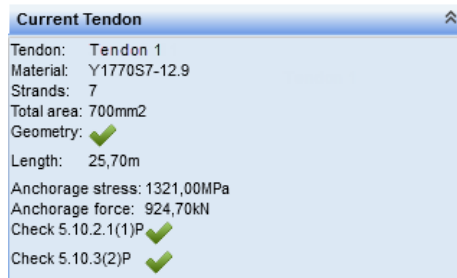 Current Tendon
Tendon: Tendon 1
Material: Y1770S7-12.9
Strands: 7
Total area: 700mm2
Geometry:
Length: 25,70m
Anchorage stress: 1321,00MPa
Anchorage force: 924,70kN
Check 5.10.2.1(1)P
Check 5.10.3(2)P